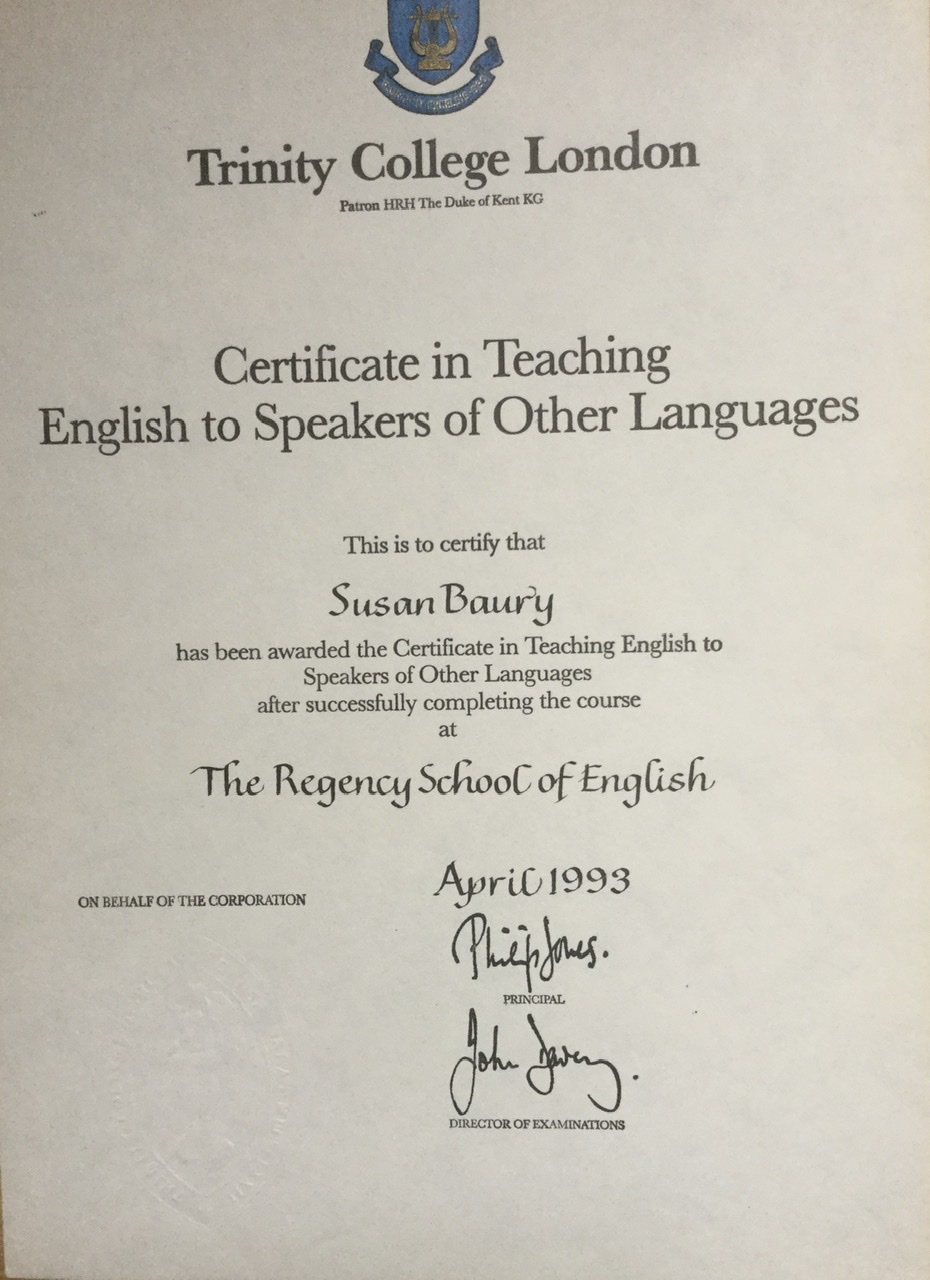 Trinity College London
Patron HRH The Duke of Kent KG
Certificate in Teaching
English to Speakers of Other Languages
This is to certify that
Susan Baury
has been awarded the Certificate in Teaching English to
Speakers of Other Languages
after successfully completing the course
at
The Regency School of English
April 1993
ON BEHALF OF THE CORPORATION
Philip Jones.
PRINCIPAL
John
DIRECTOR OF EXAMINATIONS